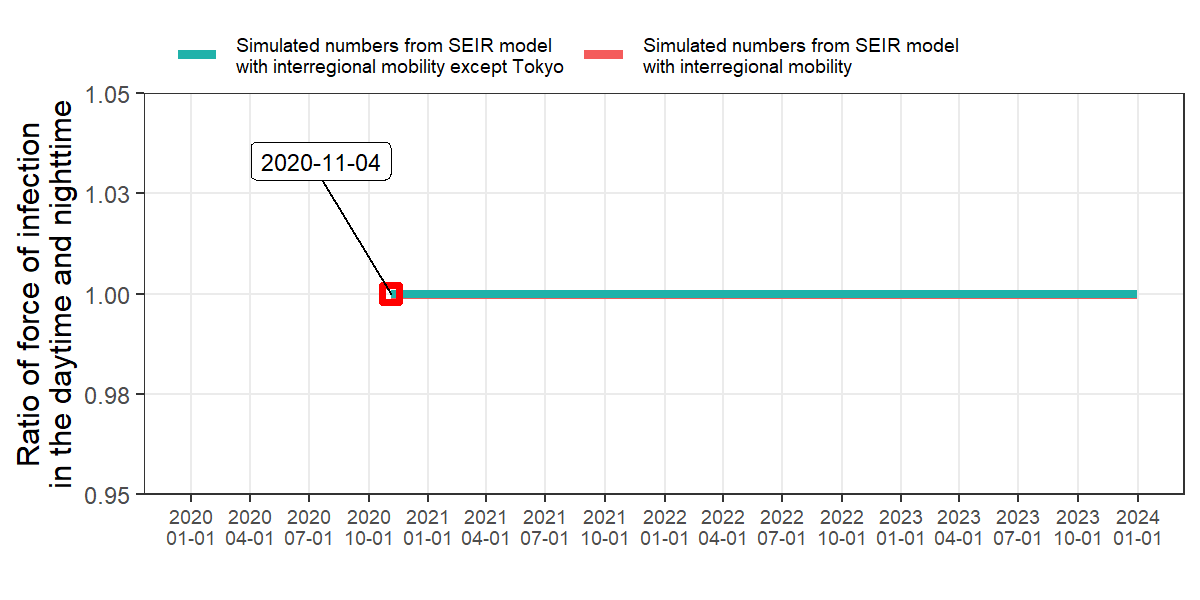 Simulated numbers from SEIR model
with interregional mobility except Tokyo
Simulated numbers from SEIR model
with interregional mobility
Ratio of force of infection
in the daytime and nighttime
1.05
1.03
1.00
0.98
0.95
2020-11-04
2020 2020 2020 2020 2021 2021 2021 2021 2022 2022 2022 2022 2023 2023 2023 2023 2024
01-01 04-01 07-01 10-01 01-01 04-01 07-01 10-01 01-01 04-01 07-01 10-01 01-01 04-01 07-01 10-01 01-01